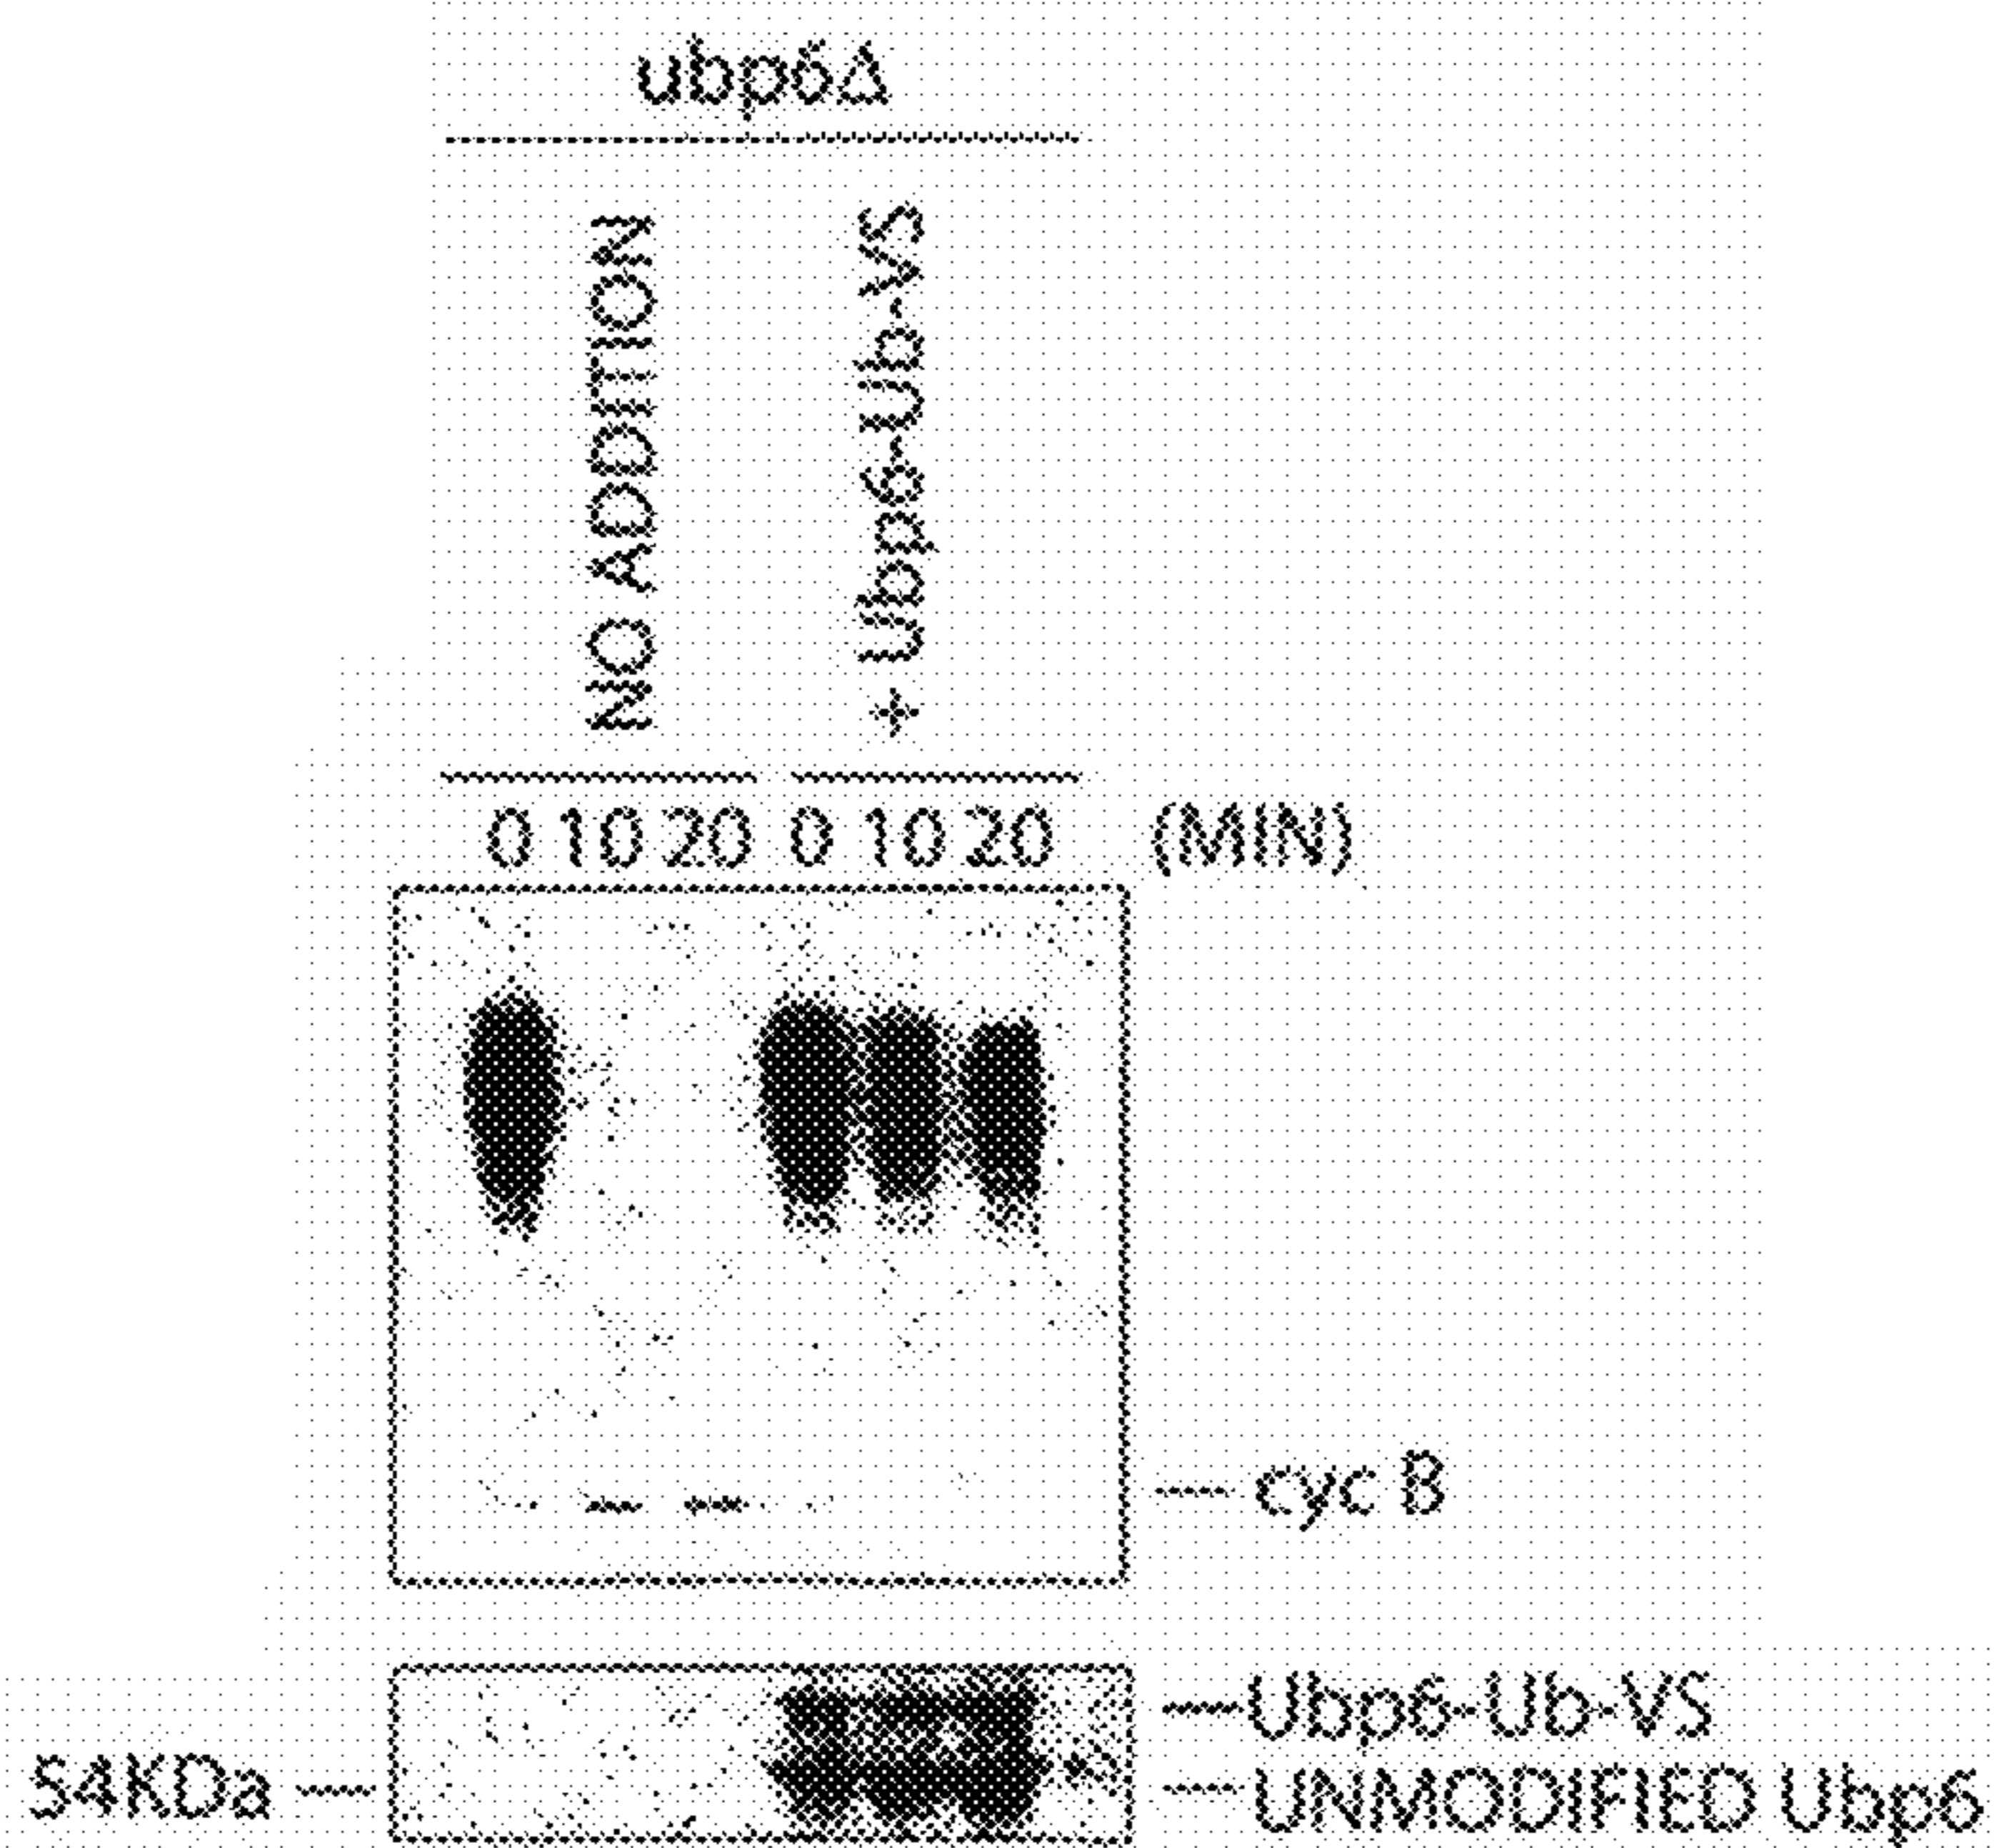 ubp6Δ
NO ADDITION
+ Ubp6-Ub-VS
0 10 20 0 10 20 (MIN)
cyc B
Ubp6-Ub-VS
54KDa
UNMODIFIED Ubp6